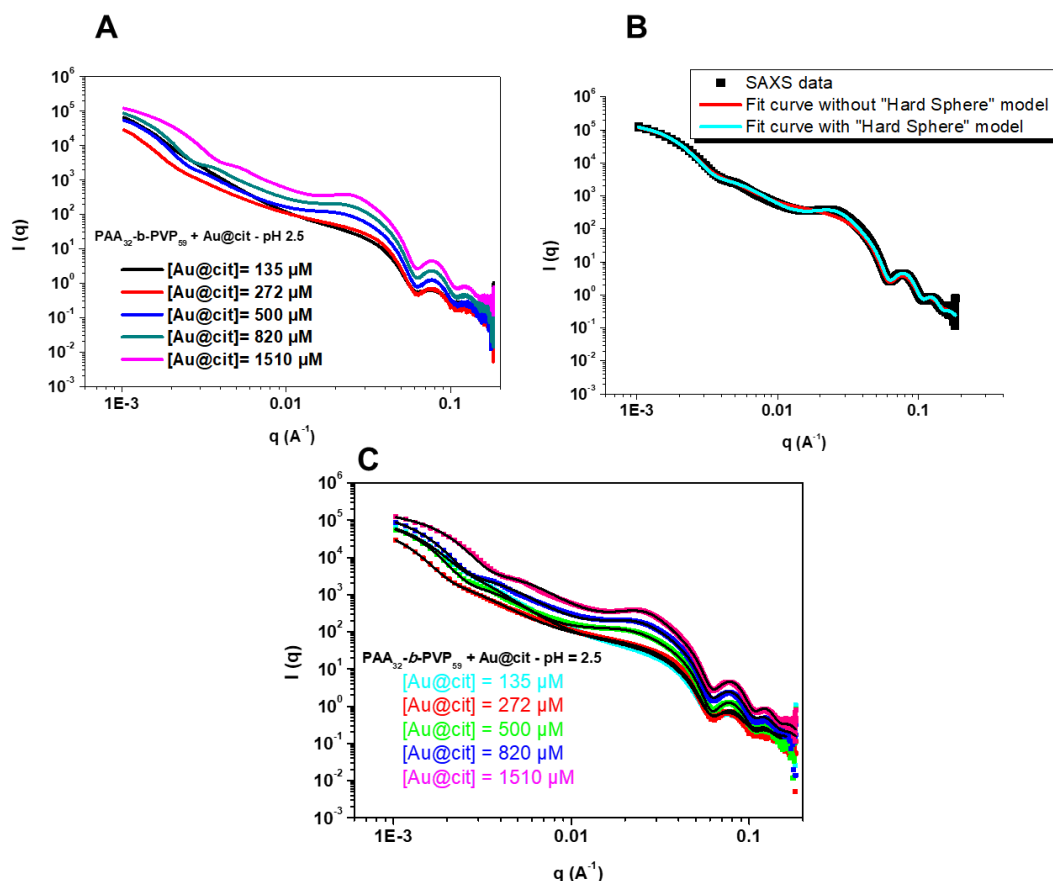 A
I (q)
10^6
10^5
10^4
10^3
10^2
10^1
10^0
10^-1
10^-2
10^-3
PAA32-b-PVP59 + Au@cit - pH 2.5
[Au@cit]= 135 µM
[Au@cit]= 272 µM
[Au@cit]= 500 µM
[Au@cit]= 820 µM
[Au@cit]= 1510 µM
1E-3
0.01
0.1
q (A^-1)
B
SAXS data
Fit curve without "Hard Sphere" model
Fit curve with "Hard Sphere" model
I (q)
10^6
10^5
10^4
10^3
10^2
10^1
10^0
10^-1
10^-2
10^-3
1E-3
0.01
0.1
q (A^-1)
C
I (q)
10^6
10^5
10^4
10^3
10^2
10^1
10^0
10^-1
10^-2
10^-3
PAA32-b-PVP59 + Au@cit - pH = 2.5
[Au@cit] = 135 µM
[Au@cit] = 272 µM
[Au@cit] = 500 µM
[Au@cit] = 820 µM
[Au@cit] = 1510 µM
1E-3
0.01
0.1
q (A^-1)